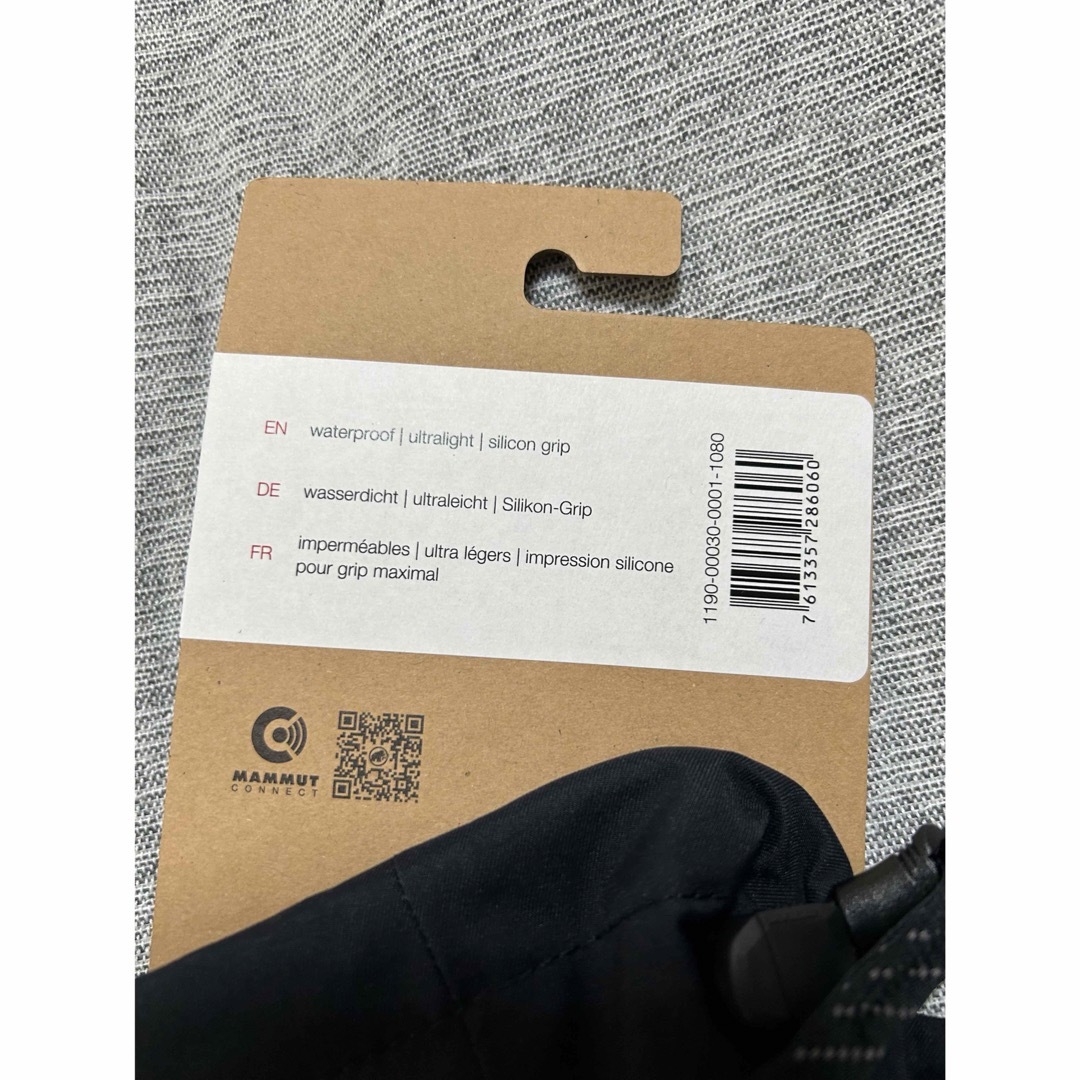 EN waterproof | ultralight | silicon grip
DE wasserdicht | ultraleicht | Silikon-Grip
FR imperméables | ultra légers | impression silicone
pour grip maximal
1190-00030-0001-1080
7 613357 286060
MAMMUT
CONNECT